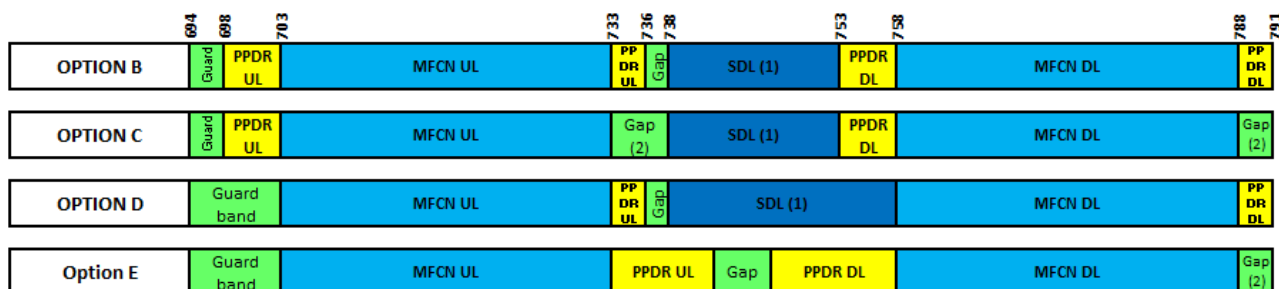 694 698 703 733 736 738 753 758 788 791
OPTION B Guard PPDR UL MFCN UL PP DR UL Gap SDL (1) PPDR DL MFCN DL PP DR DL
OPTION C Guard PPDR UL MFCN UL Gap (2) SDL (1) PPDR DL MFCN DL Gap (2)
OPTION D Guard band MFCN UL PP DR UL Gap SDL (1) MFCN DL PP DR DL
Option E Guard band MFCN UL PPDR UL Gap PPDR DL MFCN DL Gap (2)